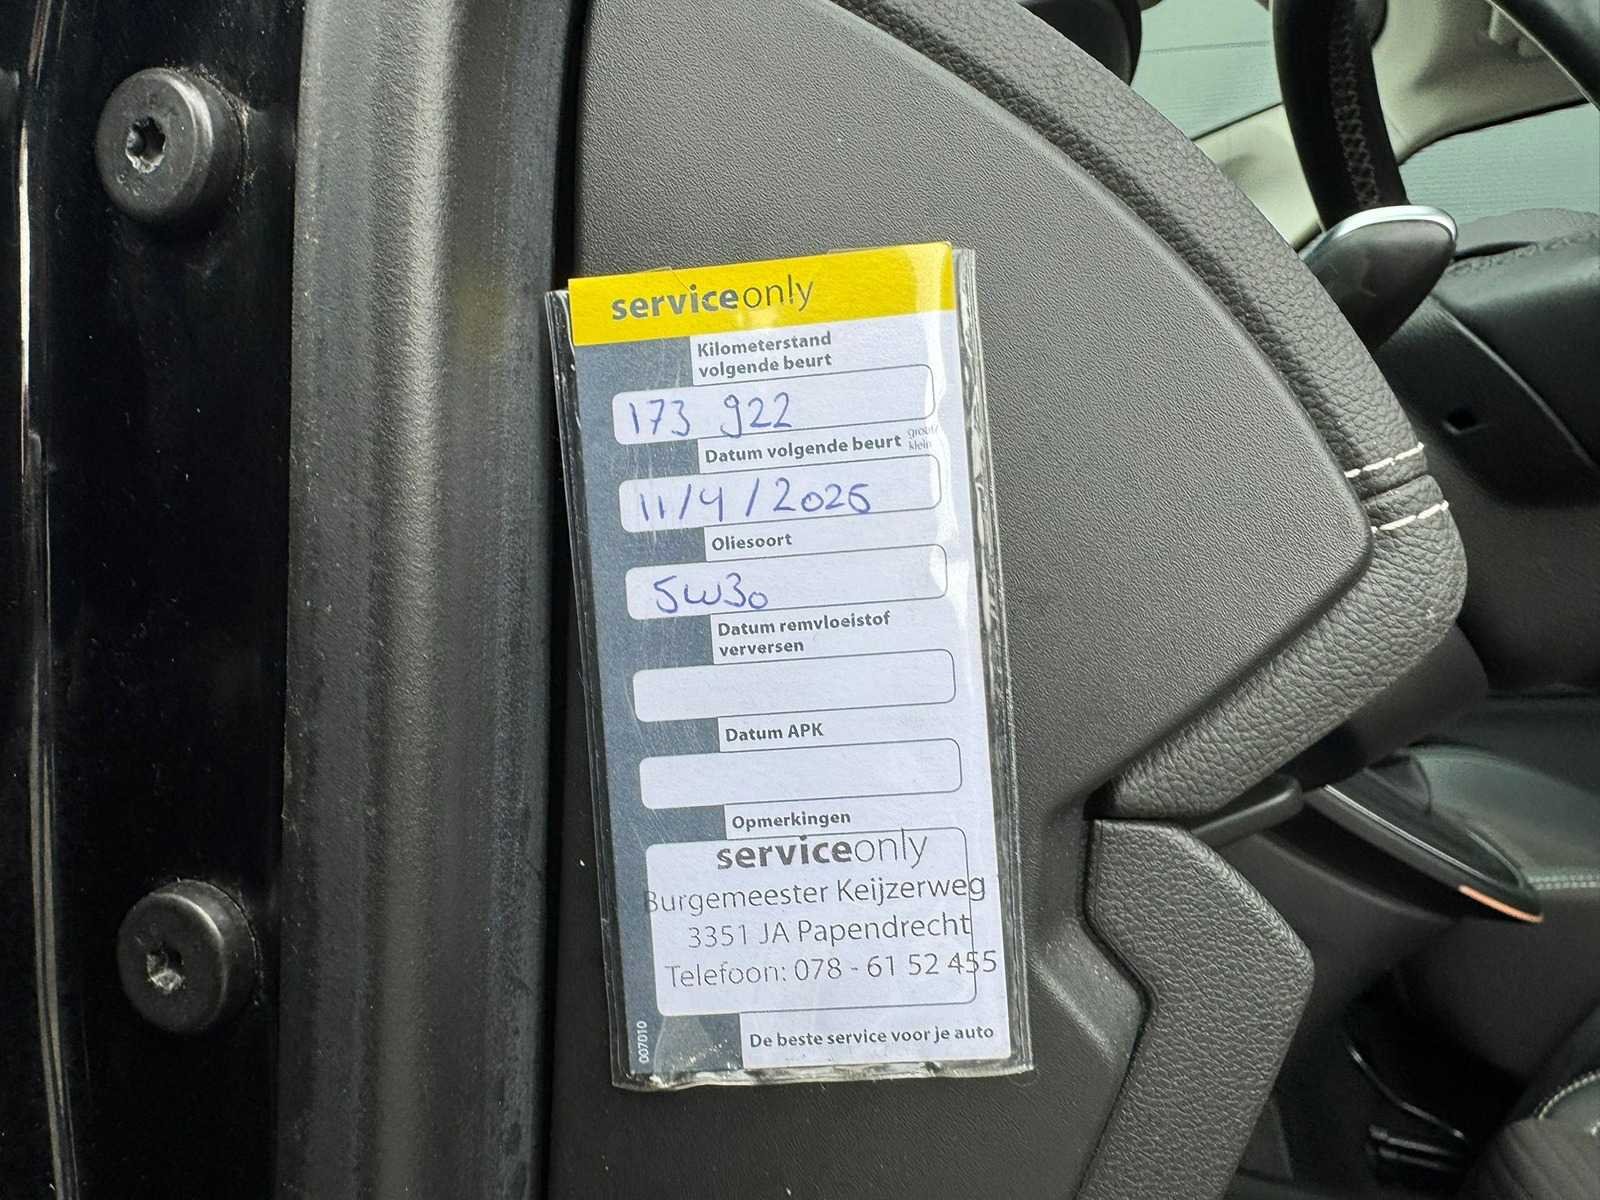 serviceonly
Kilometerstand
volgende beurt
173 922
Datum volgende beurt
groot/
klein
11/4/2026
Oliesoort
5W30
Datum remvloeistof
verversen
Datum APK
Opmerkingen
serviceonly
Burgemeester Keijzerweg
3351 JA Papendrecht
Telefoon: 078 - 61 52 455
De beste service voor je auto
007010